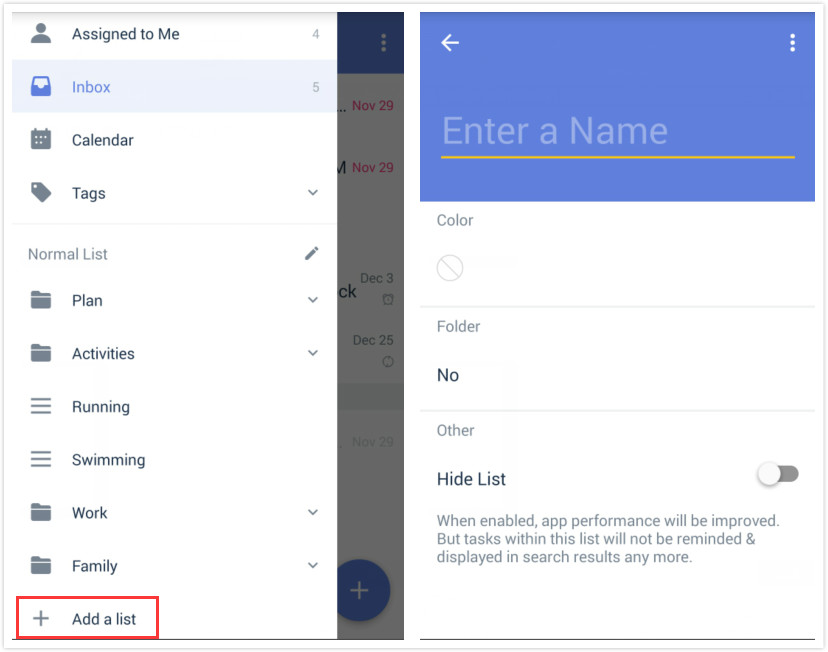 Assigned to Me 4
Inbox 5
Calendar
Tags
Normal List
Plan
Activities
Running
Swimming
Work
Family
Add a list
... Nov 29
M Nov 29
Dec 3
ck
Dec 25
Nov 29
Enter a Name
Color
Folder
No
Other
Hide List
When enabled, app performance will be improved.
But tasks within this list will not be reminded &
displayed in search results any more.